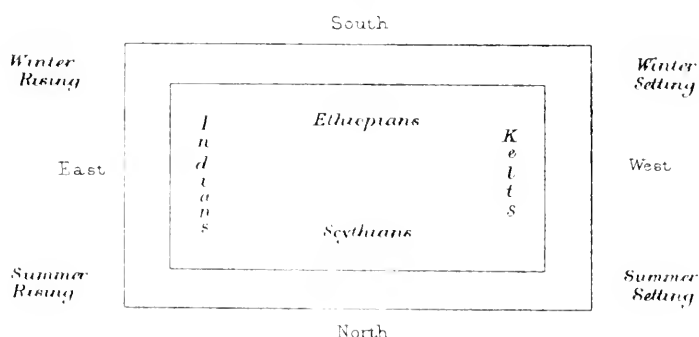 South
Winter
Rising
Winter
Setting
Indians
Ethiopians
Kelts
East
West
Scythians
Summer
Rising
Summer
Setting
North